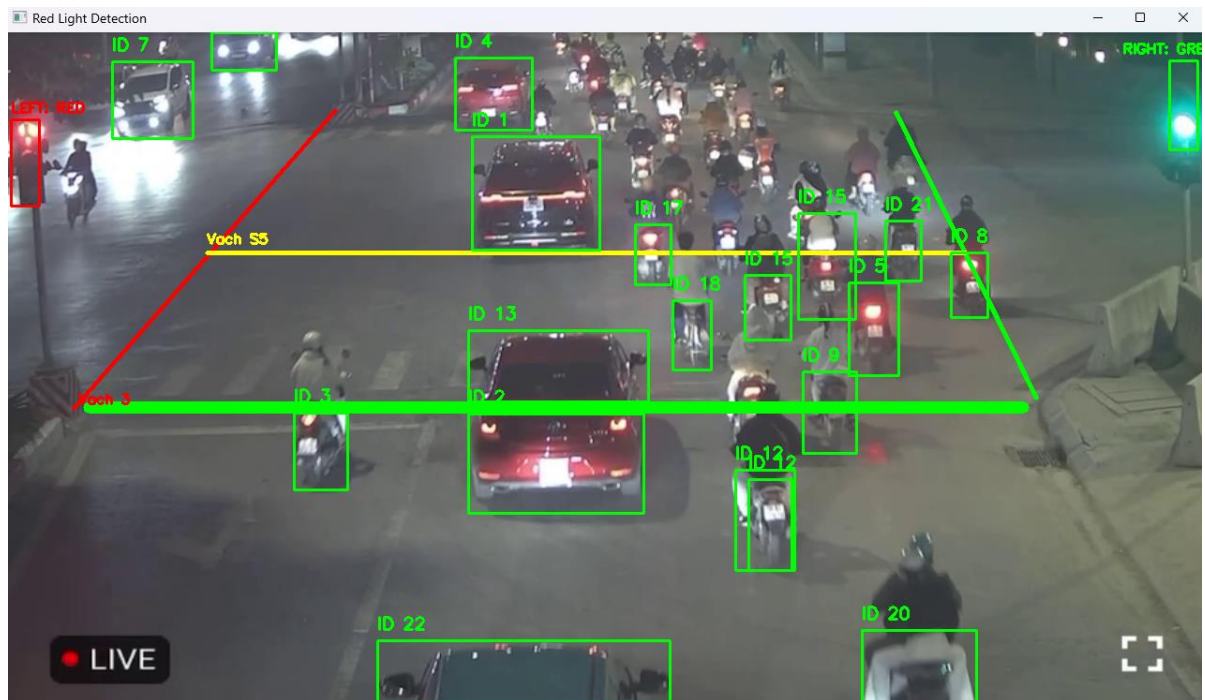 Red Light Detection
ID 7
ID 4
RIGHT: GRE
LEFT: RED
ID 1
ID 17
ID 15
ID 21
Vach S5
ID 8
ID 15
ID 5
ID 18
ID 13
ID 9
ID 3
ID 2
Vach 3
ID 12
ID 12
ID 22
ID 20
LIVE